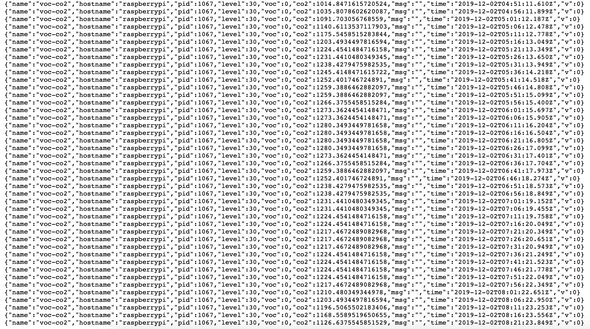 {"name":"voc-co2","hostname":"raspberrypi","pid":1067,"level":30,"voc":0,"co2":1014.8471615720524,"msg":"","time":"2019-12-02T04:51:11.610Z","v":0}
{"name":"voc-co2","hostname":"raspberrypi","pid":1067,"level":30,"voc":0,"co2":1035.8078602620087,"msg":"","time":"2019-12-02T04:56:11.899Z","v":0}
{"name":"voc-co2","hostname":"raspberrypi","pid":1067,"level":30,"voc":0,"co2":1091.703056768559,"msg":"","time":"2019-12-02T05:01:12.187Z","v":0}
{"name":"voc-co2","hostname":"raspberrypi","pid":1067,"level":30,"voc":0,"co2":1140.6113537117903,"msg":"","time":"2019-12-02T05:06:12.478Z","v":0}
{"name":"voc-co2","hostname":"raspberrypi","pid":1067,"level":30,"voc":0,"co2":1175.5458515283844,"msg":"","time":"2019-12-02T05:11:12.778Z","v":0}
{"name":"voc-co2","hostname":"raspberrypi","pid":1067,"level":30,"voc":0,"co2":1203.4934497816594,"msg":"","time":"2019-12-02T05:16:13.049Z","v":0}
{"name":"voc-co2","hostname":"raspberrypi","pid":1067,"level":30,"voc":0,"co2":1224.4541484716158,"msg":"","time":"2019-12-02T05:21:13.349Z","v":0}
{"name":"voc-co2","hostname":"raspberrypi","pid":1067,"level":30,"voc":0,"co2":1231.4410480349345,"msg":"","time":"2019-12-02T05:26:13.639Z","v":0}
{"name":"voc-co2","hostname":"raspberrypi","pid":1067,"level":30,"voc":0,"co2":1238.4279475982535,"msg":"","time":"2019-12-02T05:31:13.928Z","v":0}
{"name":"voc-co2","hostname":"raspberrypi","pid":1067,"level":30,"voc":0,"co2":1245.4148471615722,"msg":"","time":"2019-12-02T05:36:14.218Z","v":0}
{"name":"voc-co2","hostname":"raspberrypi","pid":1067,"level":30,"voc":0,"co2":1252.401746724891,"msg":"","time":"2019-12-02T05:41:14.518Z","v":0}
{"name":"voc-co2","hostname":"raspberrypi","pid":1067,"level":30,"voc":0,"co2":1259.3886462882097,"msg":"","time":"2019-12-02T05:46:14.808Z","v":0}
{"name":"voc-co2","hostname":"raspberrypi","pid":1067,"level":30,"voc":0,"co2":1259.3886462882097,"msg":"","time":"2019-12-02T05:51:15.099Z","v":0}
{"name":"voc-co2","hostname":"raspberrypi","pid":1067,"level":30,"voc":0,"co2":1266.3755458515284,"msg":"","time":"2019-12-02T05:56:15.400Z","v":0}
{"name":"voc-co2","hostname":"raspberrypi","pid":1067,"level":30,"voc":0,"co2":1273.3624454148471,"msg":"","time":"2019-12-02T06:01:15.697Z","v":0}
{"name":"voc-co2","hostname":"raspberrypi","pid":1067,"level":30,"voc":0,"co2":1273.3624454148471,"msg":"","time":"2019-12-02T06:06:15.905Z","v":0}
{"name":"voc-co2","hostname":"raspberrypi","pid":1067,"level":30,"voc":0,"co2":1280.3493449781658,"msg":"","time":"2019-12-02T06:11:16.204Z","v":0}
{"name":"voc-co2","hostname":"raspberrypi","pid":1067,"level":30,"voc":0,"co2":1280.3493449781658,"msg":"","time":"2019-12-02T06:16:16.504Z","v":0}
{"name":"voc-co2","hostname":"raspberrypi","pid":1067,"level":30,"voc":0,"co2":1280.3493449781658,"msg":"","time":"2019-12-02T06:21:16.805Z","v":0}
{"name":"voc-co2","hostname":"raspberrypi","pid":1067,"level":30,"voc":0,"co2":1280.3493449781658,"msg":"","time":"2019-12-02T06:26:17.099Z","v":0}
{"name":"voc-co2","hostname":"raspberrypi","pid":1067,"level":30,"voc":0,"co2":1273.3624454148471,"msg":"","time":"2019-12-02T06:31:17.401Z","v":0}
{"name":"voc-co2","hostname":"raspberrypi","pid":1067,"level":30,"voc":0,"co2":1266.3755458515284,"msg":"","time":"2019-12-02T06:36:17.704Z","v":0}
{"name":"voc-co2","hostname":"raspberrypi","pid":1067,"level":30,"voc":0,"co2":1259.3886462882097,"msg":"","time":"2019-12-02T06:41:17.973Z","v":0}
{"name":"voc-co2","hostname":"raspberrypi","pid":1067,"level":30,"voc":0,"co2":1252.401746724891,"msg":"","time":"2019-12-02T06:46:18.274Z","v":0}
{"name":"voc-co2","hostname":"raspberrypi","pid":1067,"level":30,"voc":0,"co2":1238.4279475982535,"msg":"","time":"2019-12-02T06:51:18.573Z","v":0}
{"name":"voc-co2","hostname":"raspberrypi","pid":1067,"level":30,"voc":0,"co2":1238.4279475982535,"msg":"","time":"2019-12-02T06:56:18.849Z","v":0}
{"name":"voc-co2","hostname":"raspberrypi","pid":1067,"level":30,"voc":0,"co2":1231.4410480349345,"msg":"","time":"2019-12-02T07:01:19.152Z","v":0}
{"name":"voc-co2","hostname":"raspberrypi","pid":1067,"level":30,"voc":0,"co2":1231.4410480349345,"msg":"","time":"2019-12-02T07:06:19.455Z","v":0}
{"name":"voc-co2","hostname":"raspberrypi","pid":1067,"level":30,"voc":0,"co2":1224.4541484716158,"msg":"","time":"2019-12-02T07:11:19.758Z","v":0}
{"name":"voc-co2","hostname":"raspberrypi","pid":1067,"level":30,"voc":0,"co2":1224.4541484716158,"msg":"","time":"2019-12-02T07:16:20.049Z","v":0}
{"name":"voc-co2","hostname":"raspberrypi","pid":1067,"level":30,"voc":0,"co2":1217.4672489082968,"msg":"","time":"2019-12-02T07:21:20.349Z","v":0}
{"name":"voc-co2","hostname":"raspberrypi","pid":1067,"level":30,"voc":0,"co2":1217.4672489082968,"msg":"","time":"2019-12-02T07:26:20.651Z","v":0}
{"name":"voc-co2","hostname":"raspberrypi","pid":1067,"level":30,"voc":0,"co2":1217.4672489082968,"msg":"","time":"2019-12-02T07:31:20.949Z","v":0}
{"name":"voc-co2","hostname":"raspberrypi","pid":1067,"level":30,"voc":0,"co2":1224.4541484716158,"msg":"","time":"2019-12-02T07:36:21.249Z","v":0}
{"name":"voc-co2","hostname":"raspberrypi","pid":1067,"level":30,"voc":0,"co2":1224.4541484716158,"msg":"","time":"2019-12-02T07:41:21.523Z","v":0}
{"name":"voc-co2","hostname":"raspberrypi","pid":1067,"level":30,"voc":0,"co2":1224.4541484716158,"msg":"","time":"2019-12-02T07:46:21.778Z","v":0}
{"name":"voc-co2","hostname":"raspberrypi","pid":1067,"level":30,"voc":0,"co2":1224.4541484716158,"msg":"","time":"2019-12-02T07:51:22.049Z","v":0}
{"name":"voc-co2","hostname":"raspberrypi","pid":1067,"level":30,"voc":0,"co2":1217.4672489082968,"msg":"","time":"2019-12-02T07:56:22.349Z","v":0}
{"name":"voc-co2","hostname":"raspberrypi","pid":1067,"level":30,"voc":0,"co2":1210.480349344978,"msg":"","time":"2019-12-02T08:01:22.651Z","v":0}
{"name":"voc-co2","hostname":"raspberrypi","pid":1067,"level":30,"voc":0,"co2":1203.4934497816594,"msg":"","time":"2019-12-02T08:06:22.950Z","v":0}
{"name":"voc-co2","hostname":"raspberrypi","pid":1067,"level":30,"voc":0,"co2":1196.5065502183406,"msg":"","time":"2019-12-02T08:11:23.253Z","v":0}
{"name":"voc-co2","hostname":"raspberrypi","pid":1067,"level":30,"voc":0,"co2":1168.5589519650655,"msg":"","time":"2019-12-02T08:16:23.556Z","v":0}
{"name":"voc-co2","hostname":"raspberrypi","pid":1067,"level":30,"voc":0,"co2":1126.6375545851529,"msg":"","time":"2019-12-02T08:21:23.849Z","v":0}